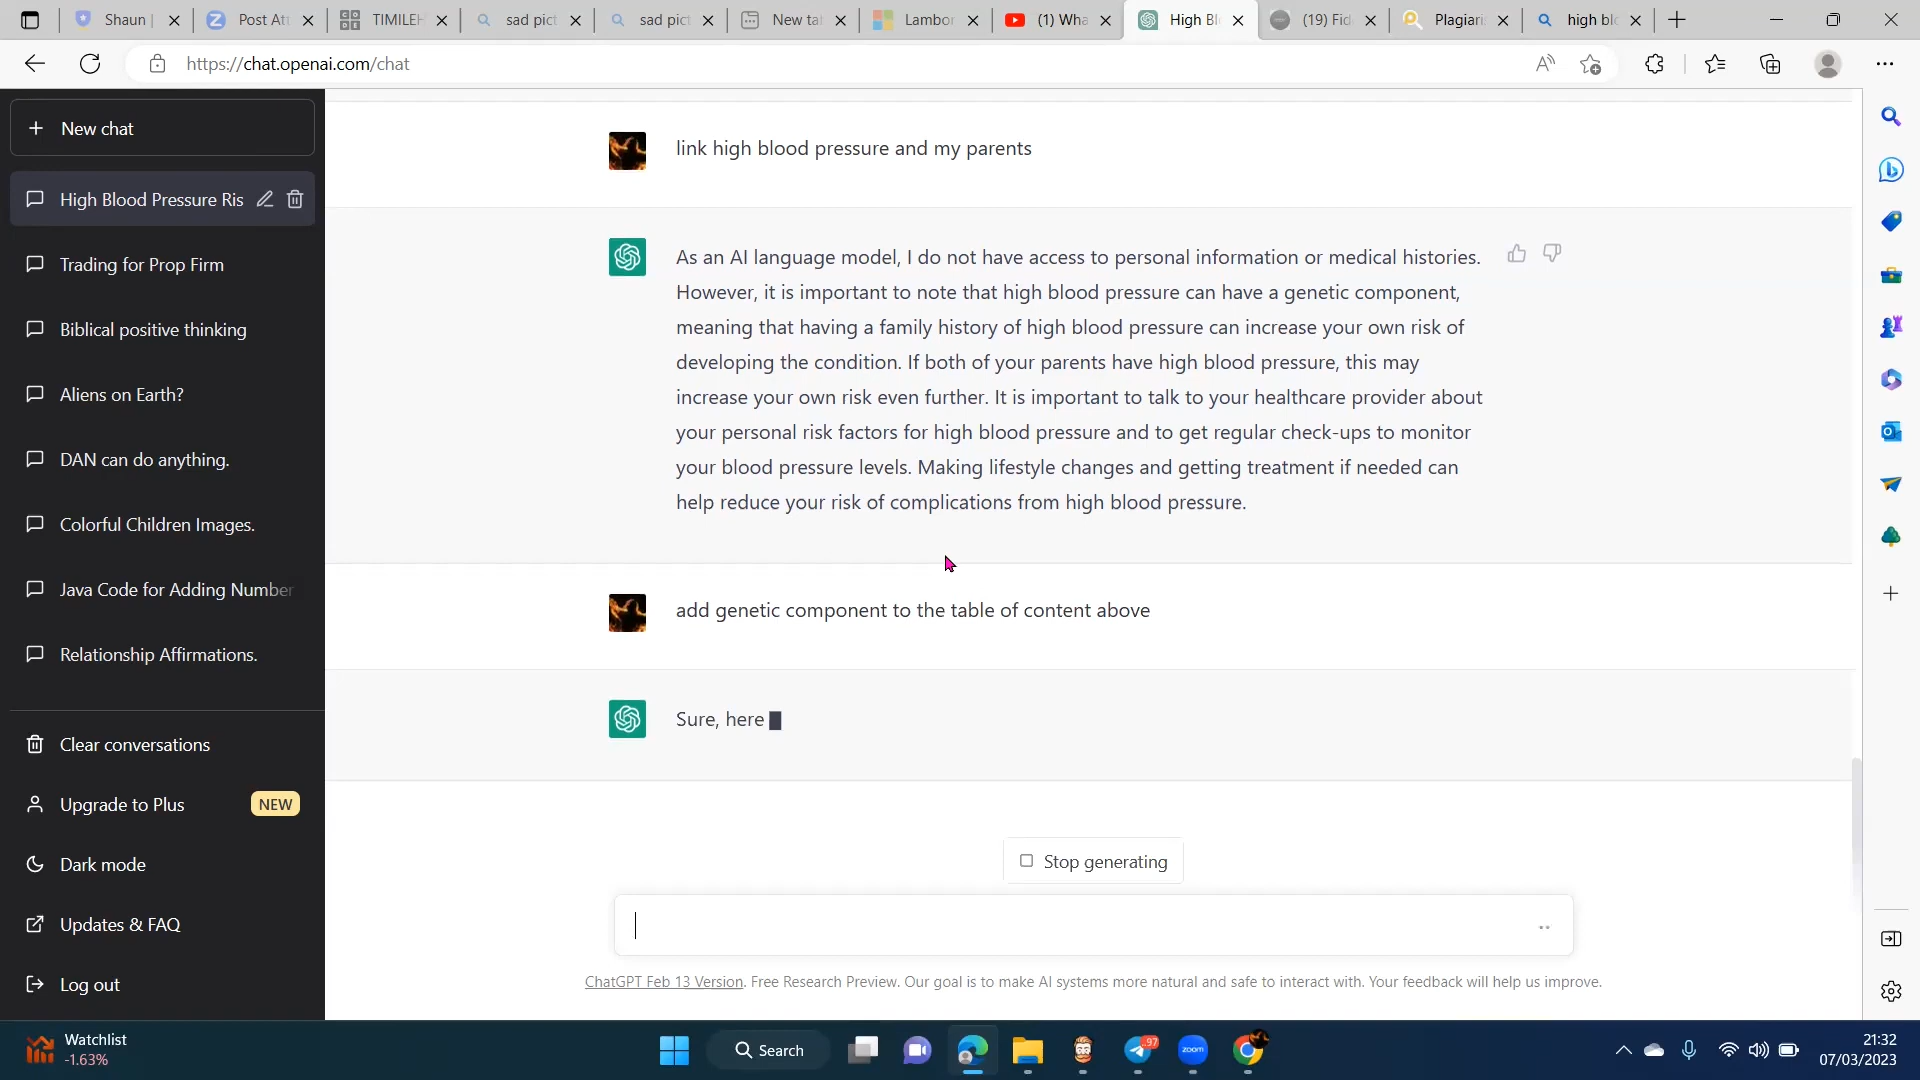 Shaun |
Post At
TIMILEH
sad pict
sad pict
New tab
Lambor
(1) Wha
High Bl
(19) Fid
Plagiaris
high blo
https://chat.openai.com/chat
New chat
High Blood Pressure Ris
Trading for Prop Firm
Biblical positive thinking
Aliens on Earth?
DAN can do anything.
Colorful Children Images.
Java Code for Adding Number
Relationship Affirmations.
Clear conversations
Upgrade to Plus NEW
Dark mode
Updates & FAQ
Log out
link high blood pressure and my parents
As an AI language model, I do not have access to personal information or medical histories.
However, it is important to note that high blood pressure can have a genetic component,
meaning that having a family history of high blood pressure can increase your own risk of
developing the condition. If both of your parents have high blood pressure, this may
increase your own risk even further. It is important to talk to your healthcare provider about
your personal risk factors for high blood pressure and to get regular check-ups to monitor
your blood pressure levels. Making lifestyle changes and getting treatment if needed can
help reduce your risk of complications from high blood pressure.
add genetic component to the table of content above
Sure, here
Stop generating
ChatGPT Feb 13 Version. Free Research Preview. Our goal is to make AI systems more natural and safe to interact with. Your feedback will help us improve.
Watchlist
-1.63%
Search
97
zoom
21:32
07/03/2023